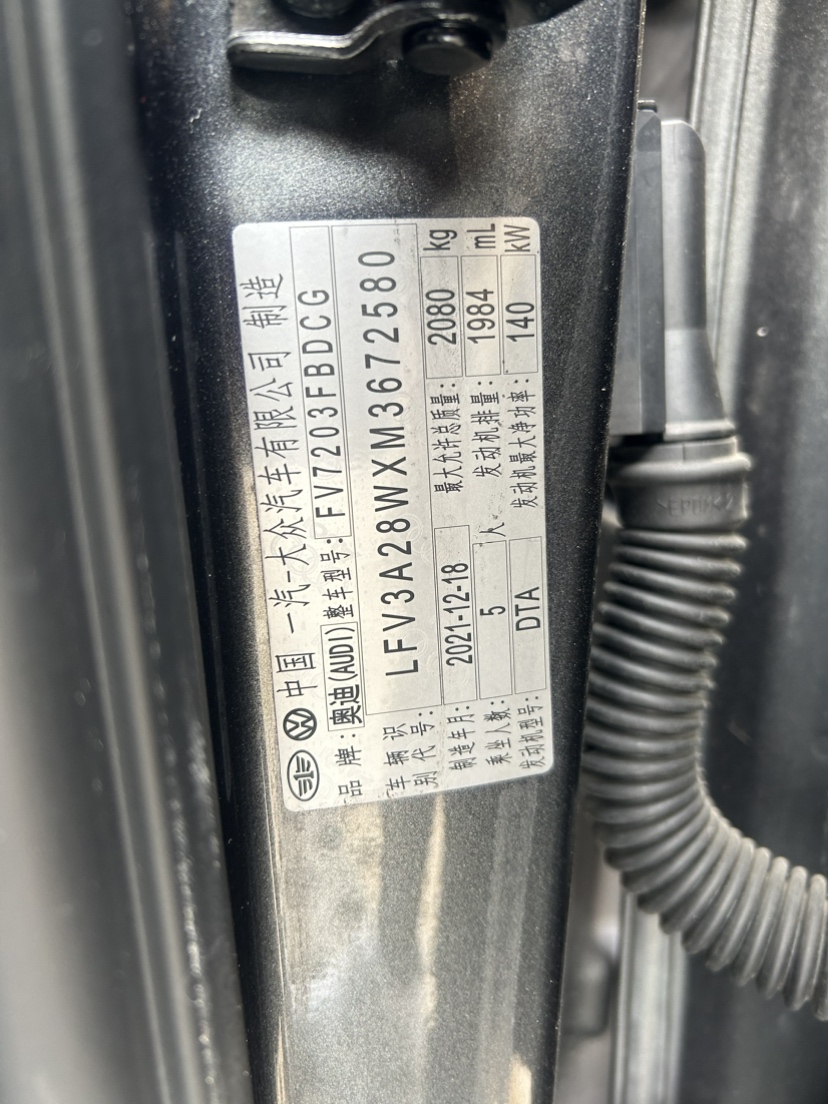 中国 一汽-大众汽车有限公司 制造
品牌:奥迪(AUDI) 整车型号:FV7203FBDCG
车辆识别代号: LFV3A28WXM3672580
制造年月: 2021-12-18 最大允许总质量: 2080 kg
乘坐人数: 5 人 发动机排量: 1984 mL
发动机型号: DTA 发动机最大净功率: 140 kW